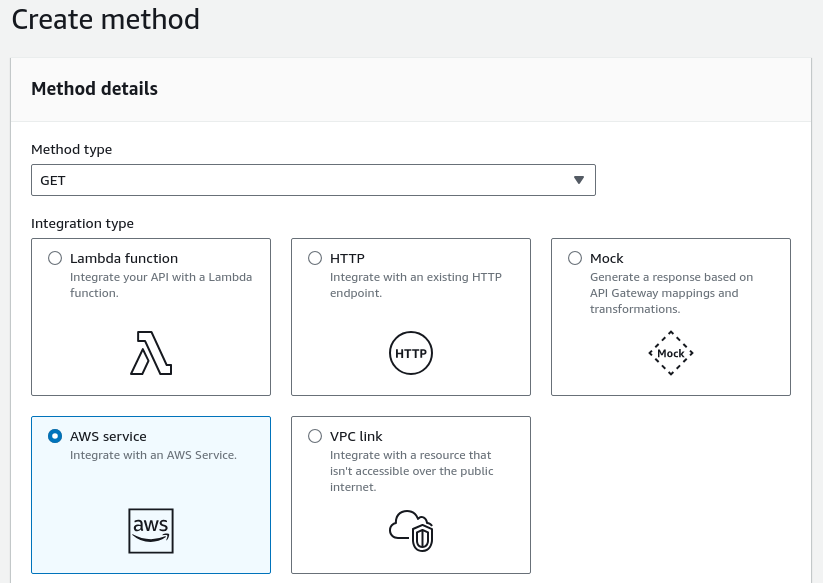 Create method
Method details
Method type
GET
Integration type
Lambda function
Integrate your API with a Lambda
function.
HTTP
Integrate with an existing HTTP
endpoint.
HTTP
Mock
Generate a response based on
API Gateway mappings and
transformations.
Mock
AWS service
Integrate with an AWS Service.
aws
VPC link
Integrate with a resource that
isn't accessible over the public
internet.